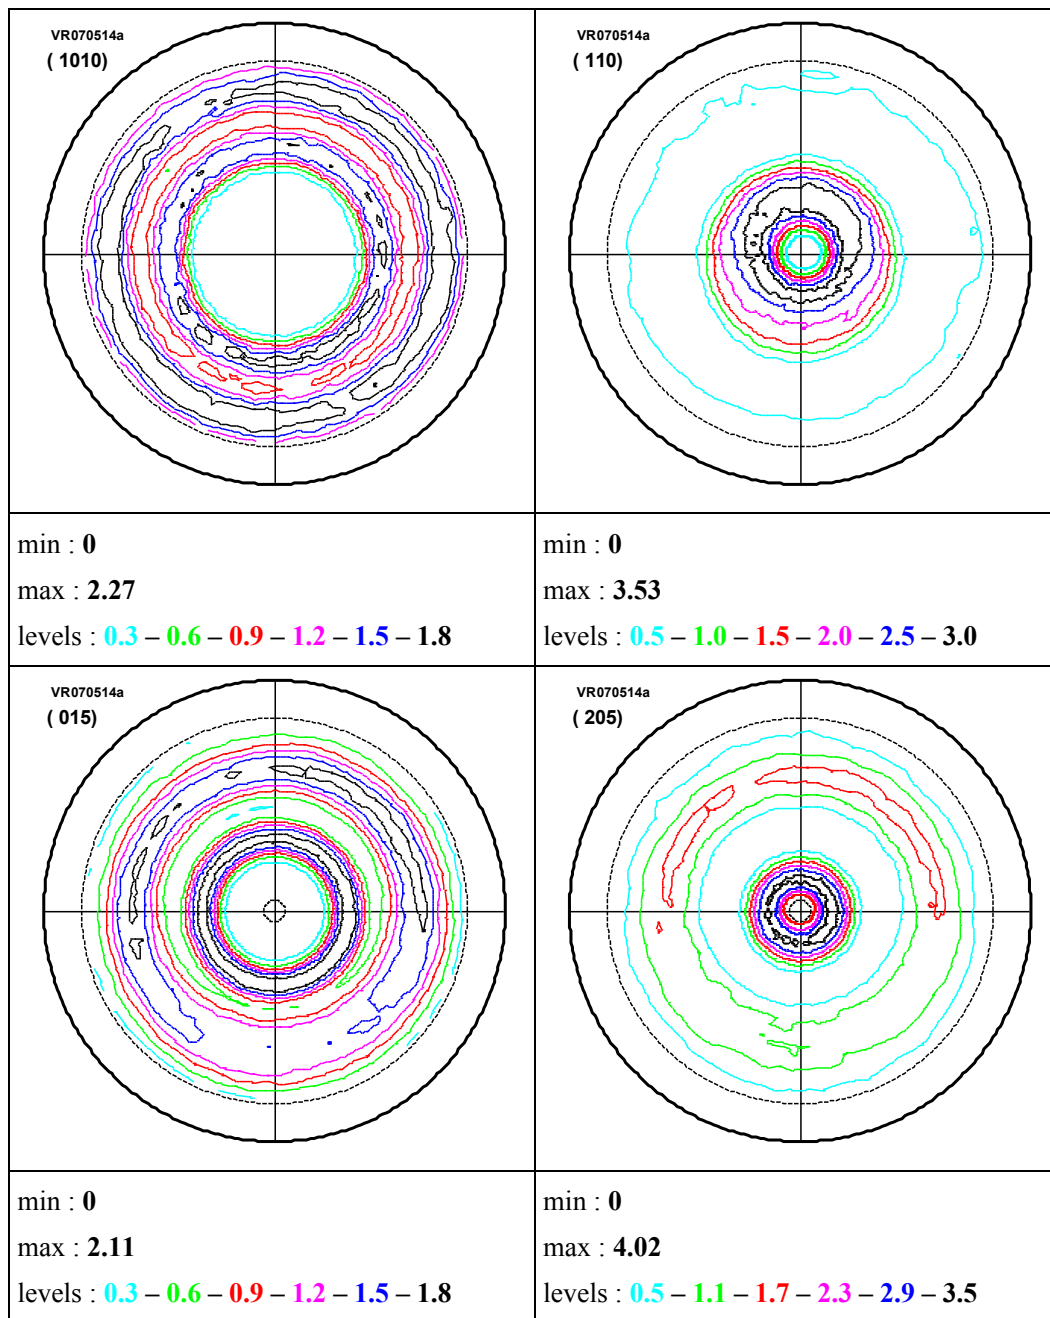 VR070514a
( 1010)
VR070514a
( 110)
min : 0
max : 2.27
levels : 0.3 – 0.6 – 0.9 – 1.2 – 1.5 – 1.8
min : 0
max : 3.53
levels : 0.5 – 1.0 – 1.5 – 2.0 – 2.5 – 3.0
VR070514a
( 015)
VR070514a
( 205)
min : 0
max : 2.11
levels : 0.3 – 0.6 – 0.9 – 1.2 – 1.5 – 1.8
min : 0
max : 4.02
levels : 0.5 – 1.1 – 1.7 – 2.3 – 2.9 – 3.5